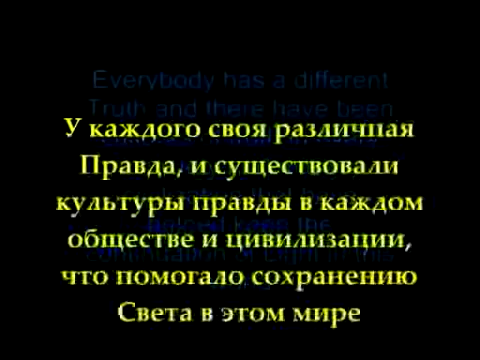 Everybody has a different
Truth and there have been
У каждого своя различная
Правда, и существовали
культуры правды в каждом
обществе и цивилизации,
что помогало сохранению
Света в этом мире